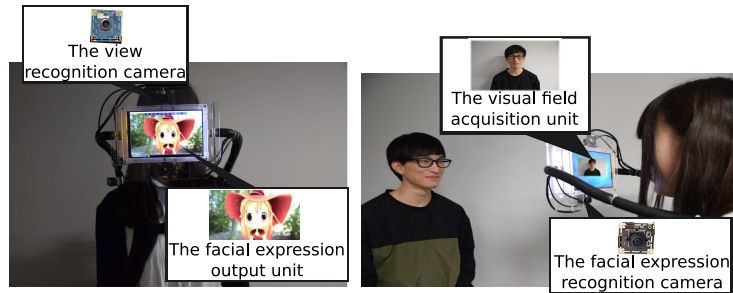 The view
recognition camera
The facial expression
output unit
The visual field
acquisition unit
The facial expression
recognition camera